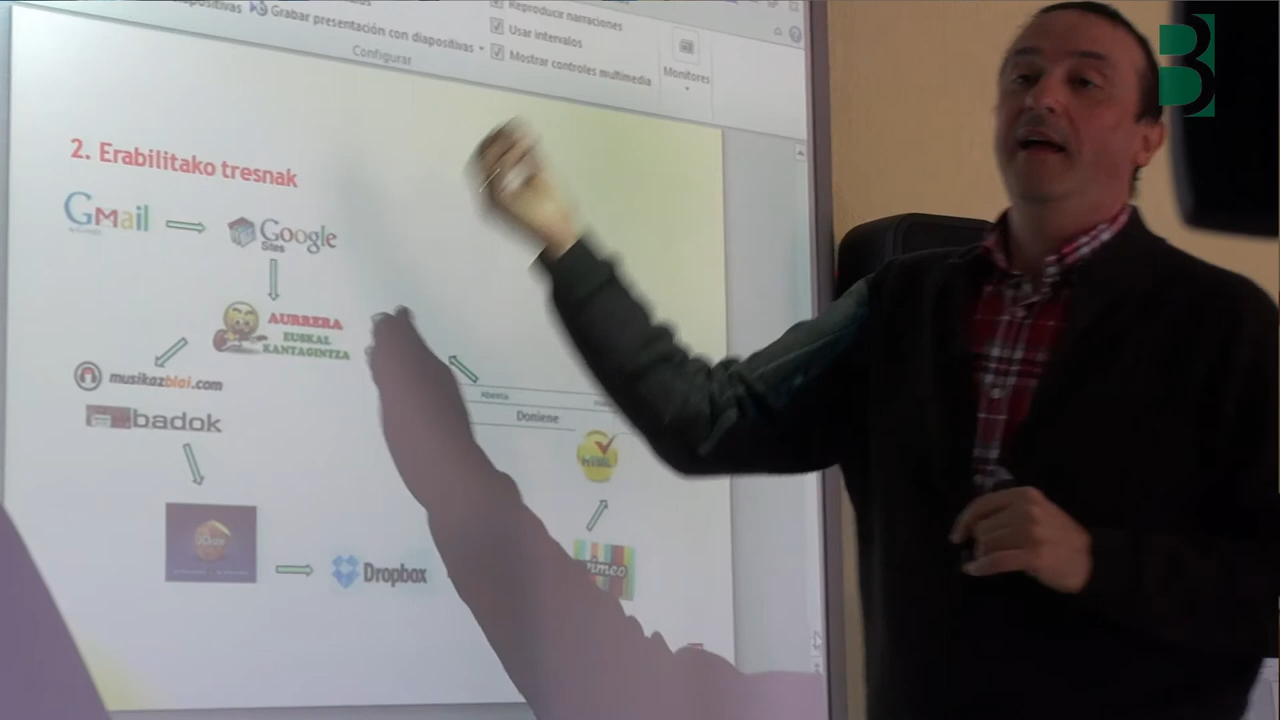 Reproducir narraciones
Grabar presentación con diapositivas
Usar intervalos
Mostrar controles multimedia
Monitores
Configurar
2. Erabilitako tresnak
Gmail
Google
Sites
AURRERA
EUSKAL
KANTAGINTZA
musikazblai.com
badok
Doniene
Dropbox
vimeo
B